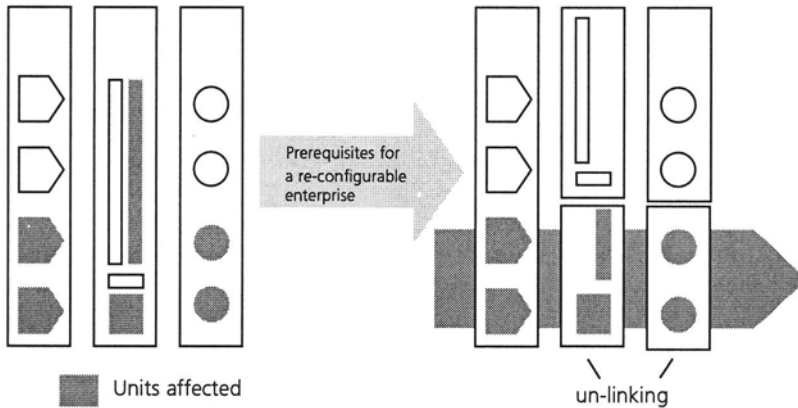 Prerequisites for
a re-configurable
enterprise
Units affected
un-linking